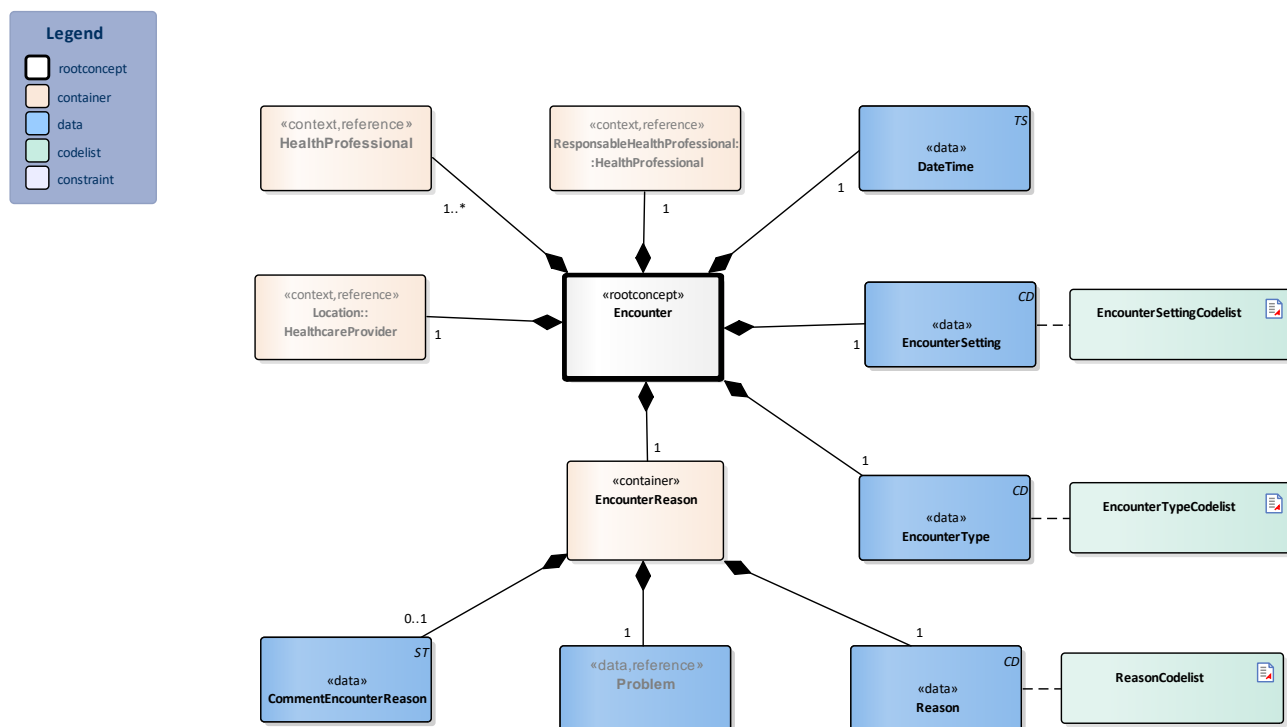 Legend
rootconcept
container
data
codelist
constraint
«context,reference»
HealthProfessional
1..*
«context,reference»
ResponsableHealthProfessional:
:HealthProfessional
1
TS
«data»
DateTime
1
«context,reference»
Location::
HealthcareProvider
1
«rootconcept»
Encounter
CD
«data»
EncounterSetting
1
EncounterSettingCodelist
1
«container»
EncounterReason
1
CD
«data»
EncounterType
EncounterTypeCodelist
0..1
ST
«data»
CommentEncounterReason
1
«data,reference»
Problem
1
CD
«data»
Reason
ReasonCodelist